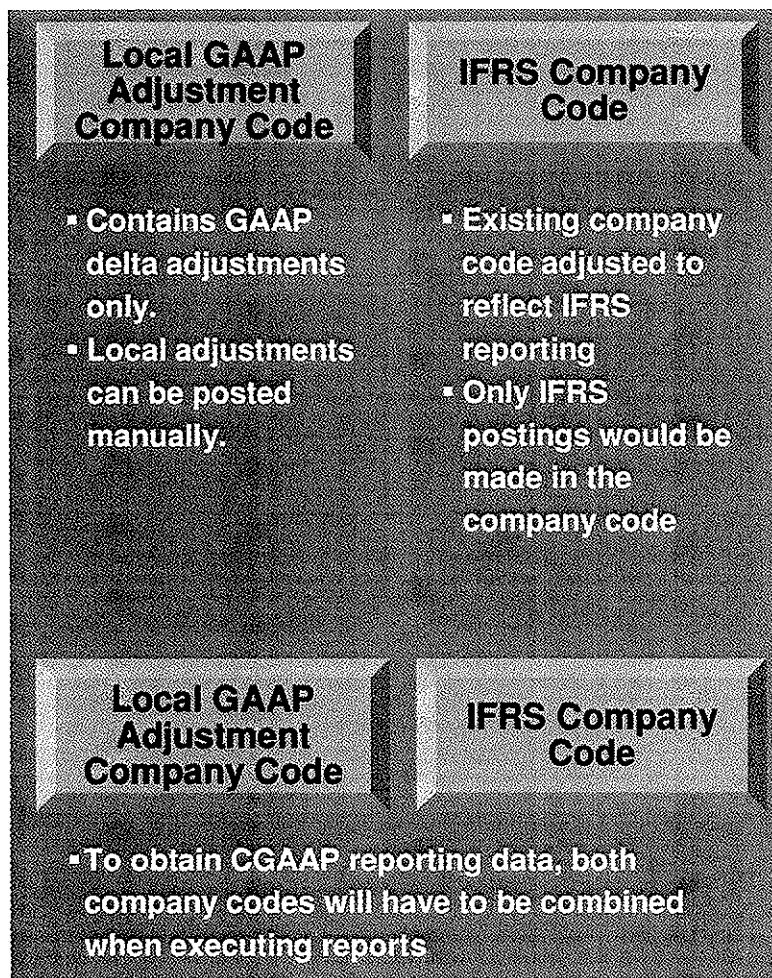 Local GAAP
Adjustment
Company Code
IFRS Company
Code
▪ Contains GAAP
delta adjustments
only.
▪ Local adjustments
can be posted
manually.
▪ Existing company
code adjusted to
reflect IFRS
reporting
▪ Only IFRS
postings would be
made in the
company code
Local GAAP
Adjustment
Company Code
IFRS Company
Code
▪ To obtain CGAAP reporting data, both
company codes will have to be combined
when executing reports